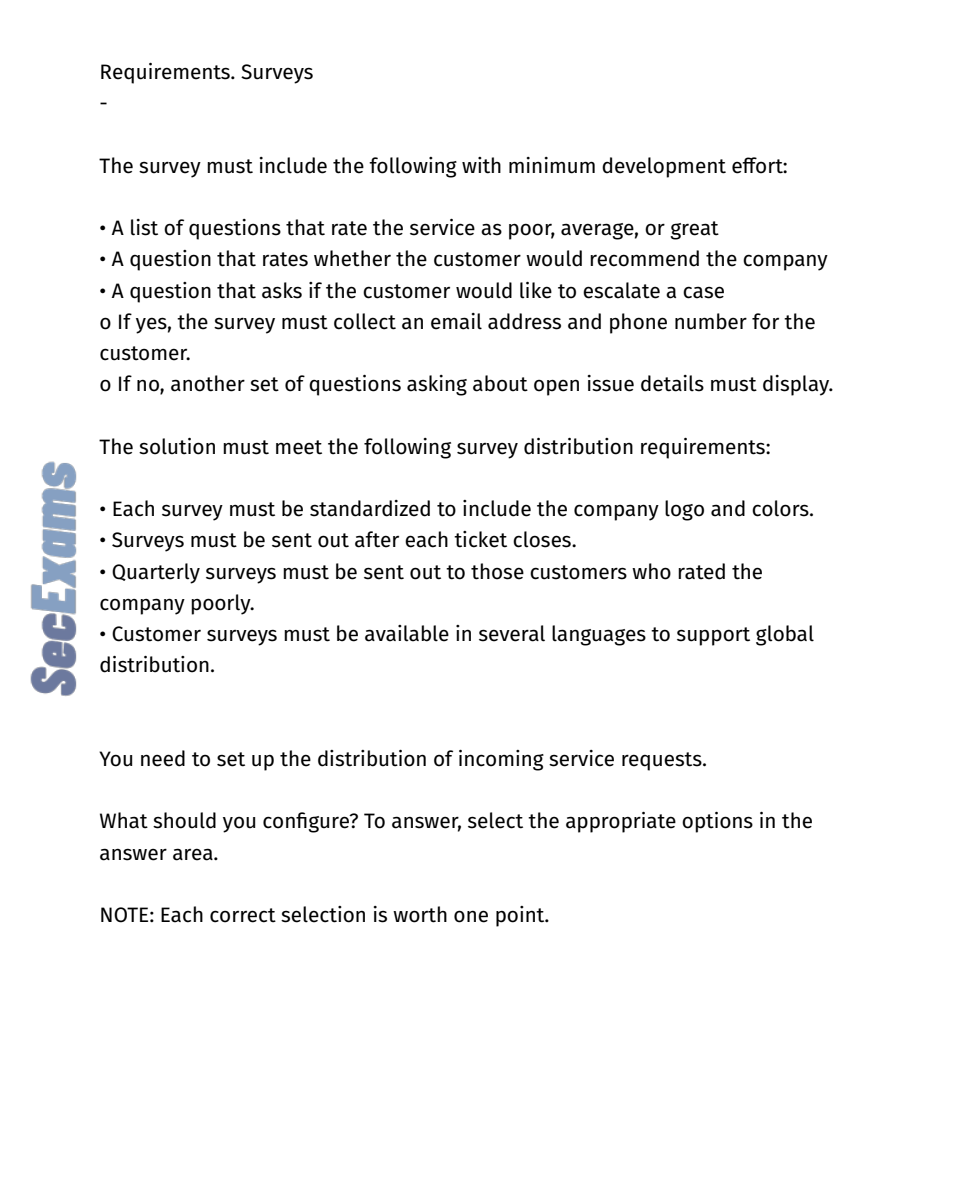 Requirements. Surveys
-
The survey must include the following with minimum development effort:
• A list of questions that rate the service as poor, average, or great
• A question that rates whether the customer would recommend the company
• A question that asks if the customer would like to escalate a case
o If yes, the survey must collect an email address and phone number for the
customer.
o If no, another set of questions asking about open issue details must display.
The solution must meet the following survey distribution requirements:
• Each survey must be standardized to include the company logo and colors.
• Surveys must be sent out after each ticket closes.
• Quarterly surveys must be sent out to those customers who rated the
company poorly.
• Customer surveys must be available in several languages to support global
distribution.
SecExams
You need to set up the distribution of incoming service requests.
What should you configure? To answer, select the appropriate options in the
answer area.
NOTE: Each correct selection is worth one point.